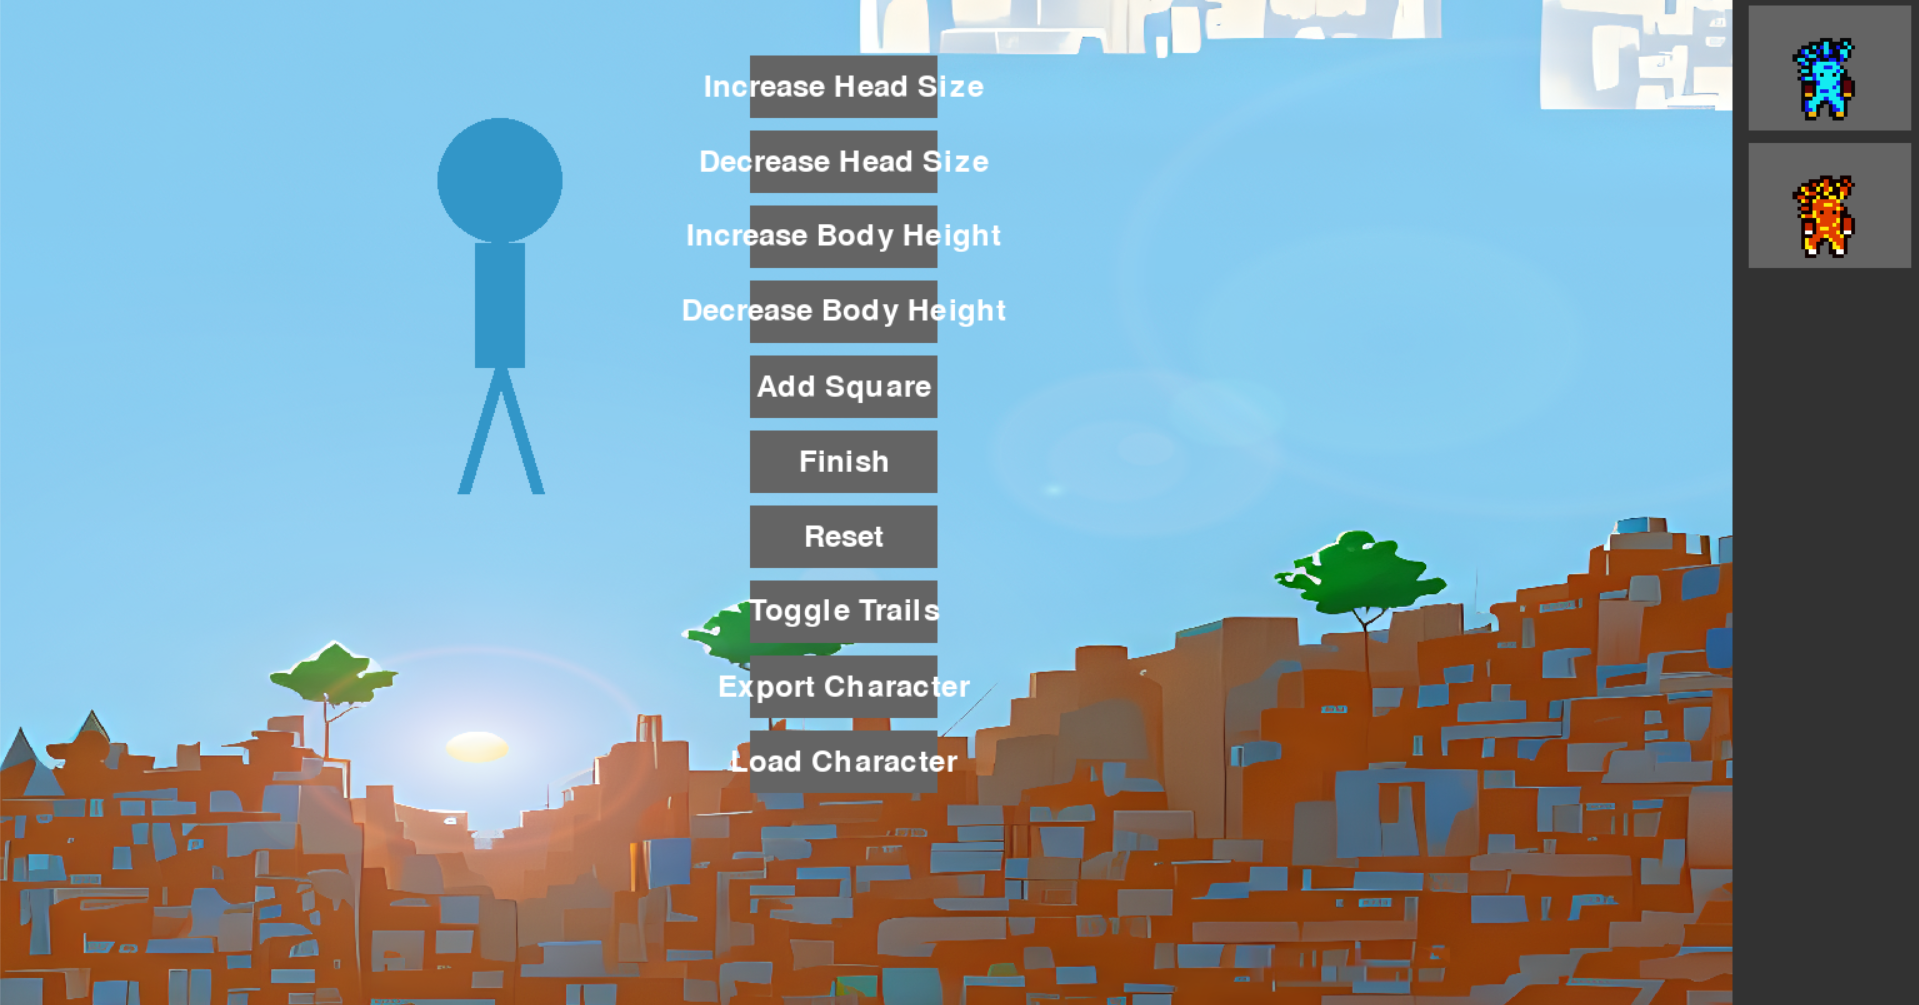 Increase Head Size
Decrease Head Size
Increase Body Height
Decrease Body Height
Add Square
Finish
Reset
Toggle Trails
Export Character
Load Character